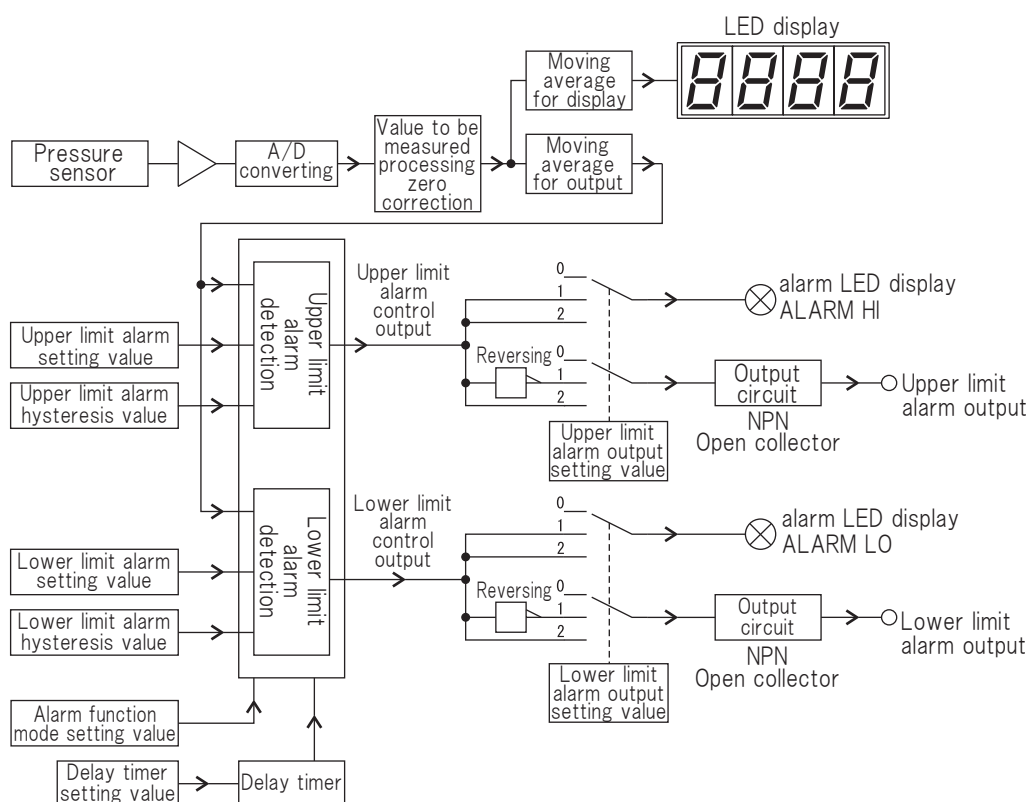 LED display
8888
Moving
average
for display
Pressure
sensor
A/D
converting
Value to be
measured
processing
zero
correction
Moving
average
for output
Upper limit alarm
setting value
Upper limit alarm
hysteresis value
Upper limit
alarm
detection
Upper limit
alarm
control
output
0
1
2
Reversing
0
1
2
alarm LED display
ALARM HI
Output
circuit
NPN
Open collector
Upper limit
alarm output
Upper limit
alarm output
setting value
Lower limit alarm
setting value
Lower limit alarm
hysteresis value
Lower limit
alarm
detection
Lower limit
alarm
control
output
0
1
2
Reversing
0
1
2
alarm LED display
ALARM LO
Output
circuit
NPN
Open collector
Lower limit
alarm output
Lower limit
alarm output
setting value
Alarm function
mode setting value
Delay timer
setting value
Delay timer